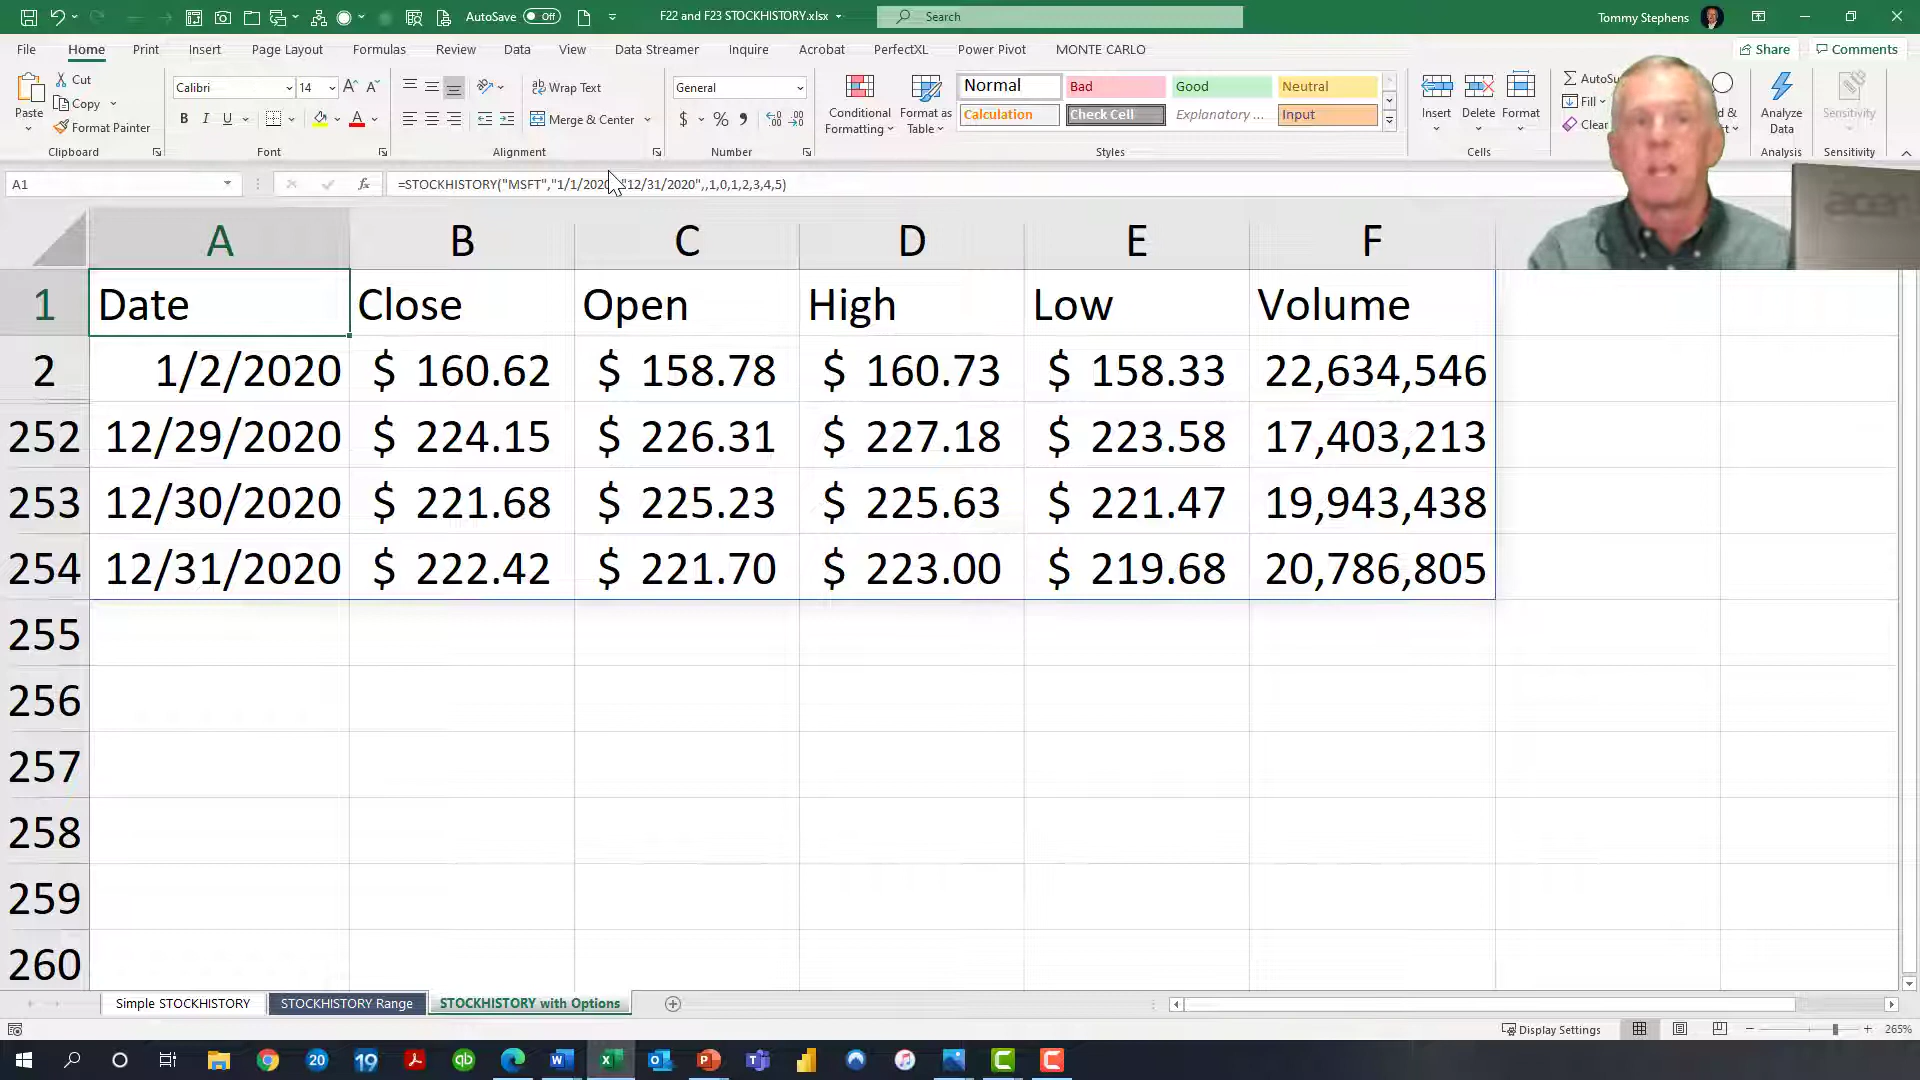 AutoSave Off F22 and F23 STOCKHISTORY.xlsx Search Tommy Stephens
File Home Print Insert Page Layout Formulas Data Review View Data Streamer Inquire Acrobat PerfectXL Power Pivot MONTE CARLO Share Comments
Paste Cut Copy Format Painter Clipboard
Calibri 14 A A B I U A Font
Wrap Text Merge & Center Alignment
General $ % Number
Conditional Formatting Format as Table
Normal Bad Good Neutral
Calculation Check Cell Explanatory ... Input
Styles
Insert Delete Format Cells
Fill
Analyze Data Analysis
Sensitivity Sensitivity
A1 fx =STOCKHISTORY("MSFT","1/1/2020 "12/31/2020",,1,0,1,2,3,4,5)
acer
A B C D E F
1 Date Close Open High Low Volume
2 1/2/2020 $ 160.62 $ 158.78 $ 160.73 $ 158.33 22,634,546
252 12/29/2020 $ 224.15 $ 226.31 $ 227.18 $ 223.58 17,403,213
253 12/30/2020 $ 221.68 $ 225.23 $ 225.63 $ 221.47 19,943,438
254 12/31/2020 $ 222.42 $ 221.70 $ 223.00 $ 219.68 20,786,805
255
256
257
258
259
260
Simple STOCKHISTORY STOCKHISTORY Range STOCKHISTORY with Options
Display Settings 265%
20 19 qb W X P T